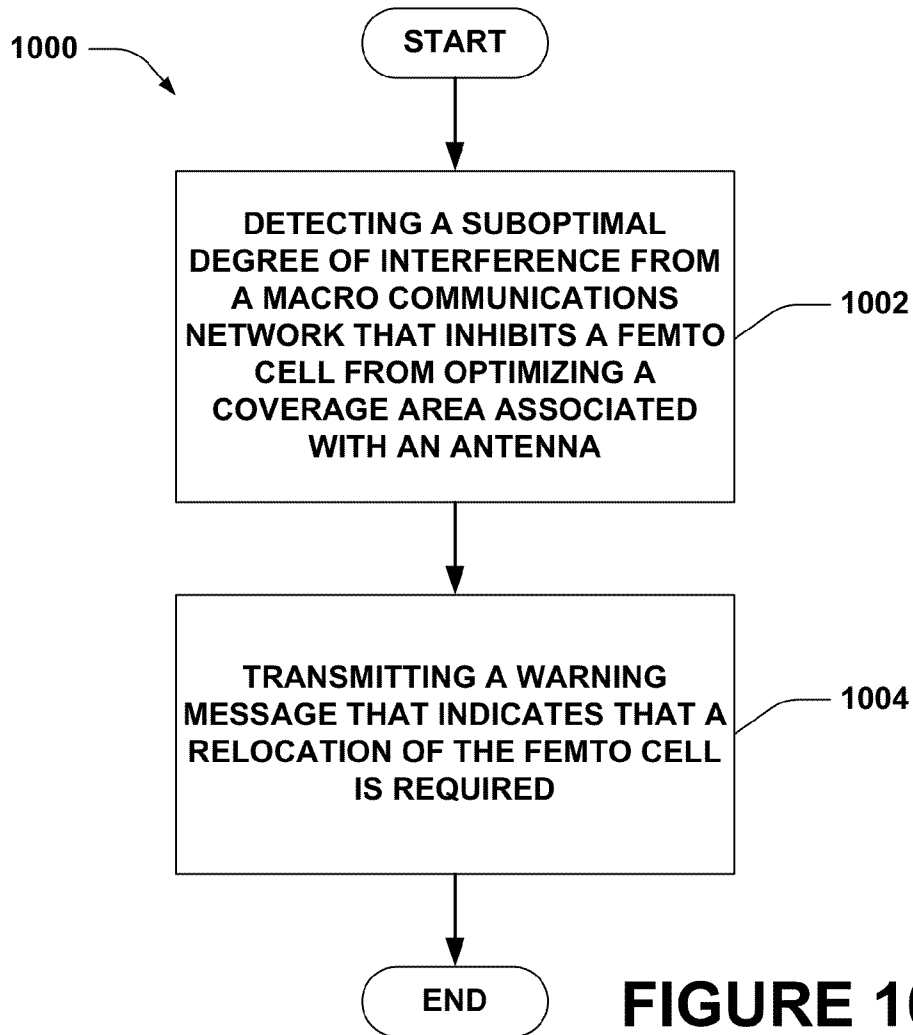 1000
START
DETECTING A SUBOPTIMAL
DEGREE OF INTERFERENCE FROM
A MACRO COMMUNICATIONS
NETWORK THAT INHIBITS A FEMTO
CELL FROM OPTIMIZING A
COVERAGE AREA ASSOCIATED
WITH AN ANTENNA
1002
TRANSMITTING A WARNING
MESSAGE THAT INDICATES THAT A
RELOCATION OF THE FEMTO CELL
IS REQUIRED
1004
END
FIGURE 10